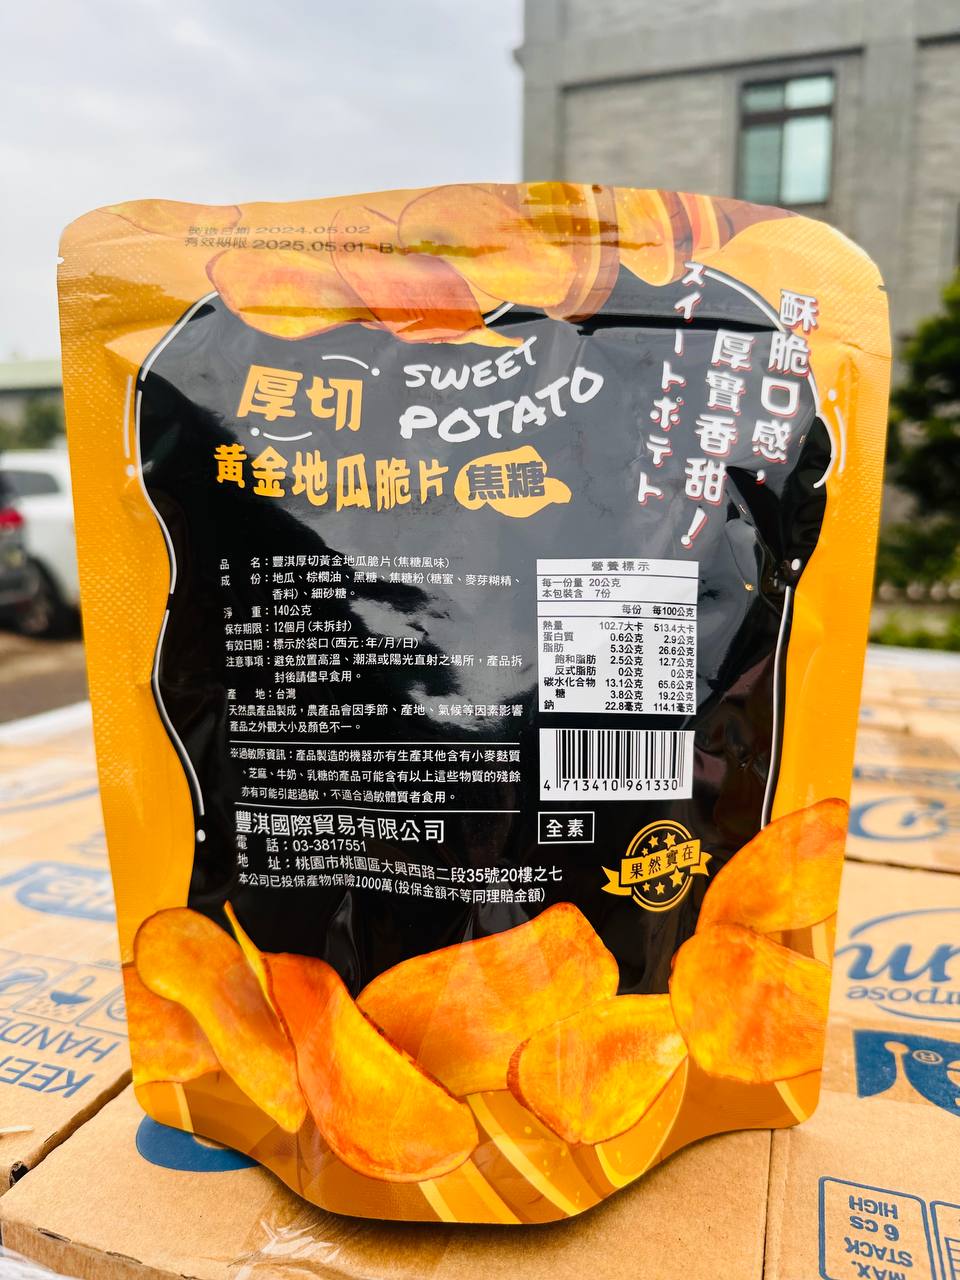 製造日期 2024.05.02
有效期限 2025.05.01 B
厚切
SWEET
POTATO
黃金地瓜脆片 焦糖
スイートポテト
厚實香甜！
酥脆口感，
品 名：豐淇厚切黃金地瓜脆片(焦糖風味)
成 份：地瓜、棕櫚油、黑糖、焦糖粉(糖蜜、麥芽糊精、
香料)、細砂糖。
淨 重：140公克
保存期限：12個月(未拆封)
有效日期：標示於袋口(西元:年/月/日)
注意事項：避免放置高溫、潮濕或陽光直射之場所，產品拆
封後請儘早食用。
產 地：台灣
天然農產品製成，農產品會因季節、產地、氣候等因素影響
產品之外觀大小及顏色不一。
※過敏原資訊：產品製造的機器亦有生產其他含有小麥麩質
、芝麻、牛奶、乳糖的產品可能含有以上這些物質的殘餘
亦有可能引起過敏，不適合過敏體質者食用。
豐淇國際貿易有限公司
電 話：03-3817551
地 址：桃園市桃園區大興西路二段35號20樓之七
本公司已投保產物保險1000萬(投保金額不等同理賠金額)
營養標示
每一份量 20公克
本包裝含 7份
每份 每100公克
熱量 102.7大卡 513.4大卡
蛋白質 0.6公克 2.9公克
脂肪 5.3公克 26.6公克
飽和脂肪 2.5公克 12.7公克
反式脂肪 0公克 0公克
碳水化合物 13.1公克 65.6公克
糖 3.8公克 19.2公克
鈉 22.8毫克 114.1毫克
4 713410 961330
全素
果然實在
KEEP
HANDL
urpose
®
MAX.
STACK
6 CS
HIGH